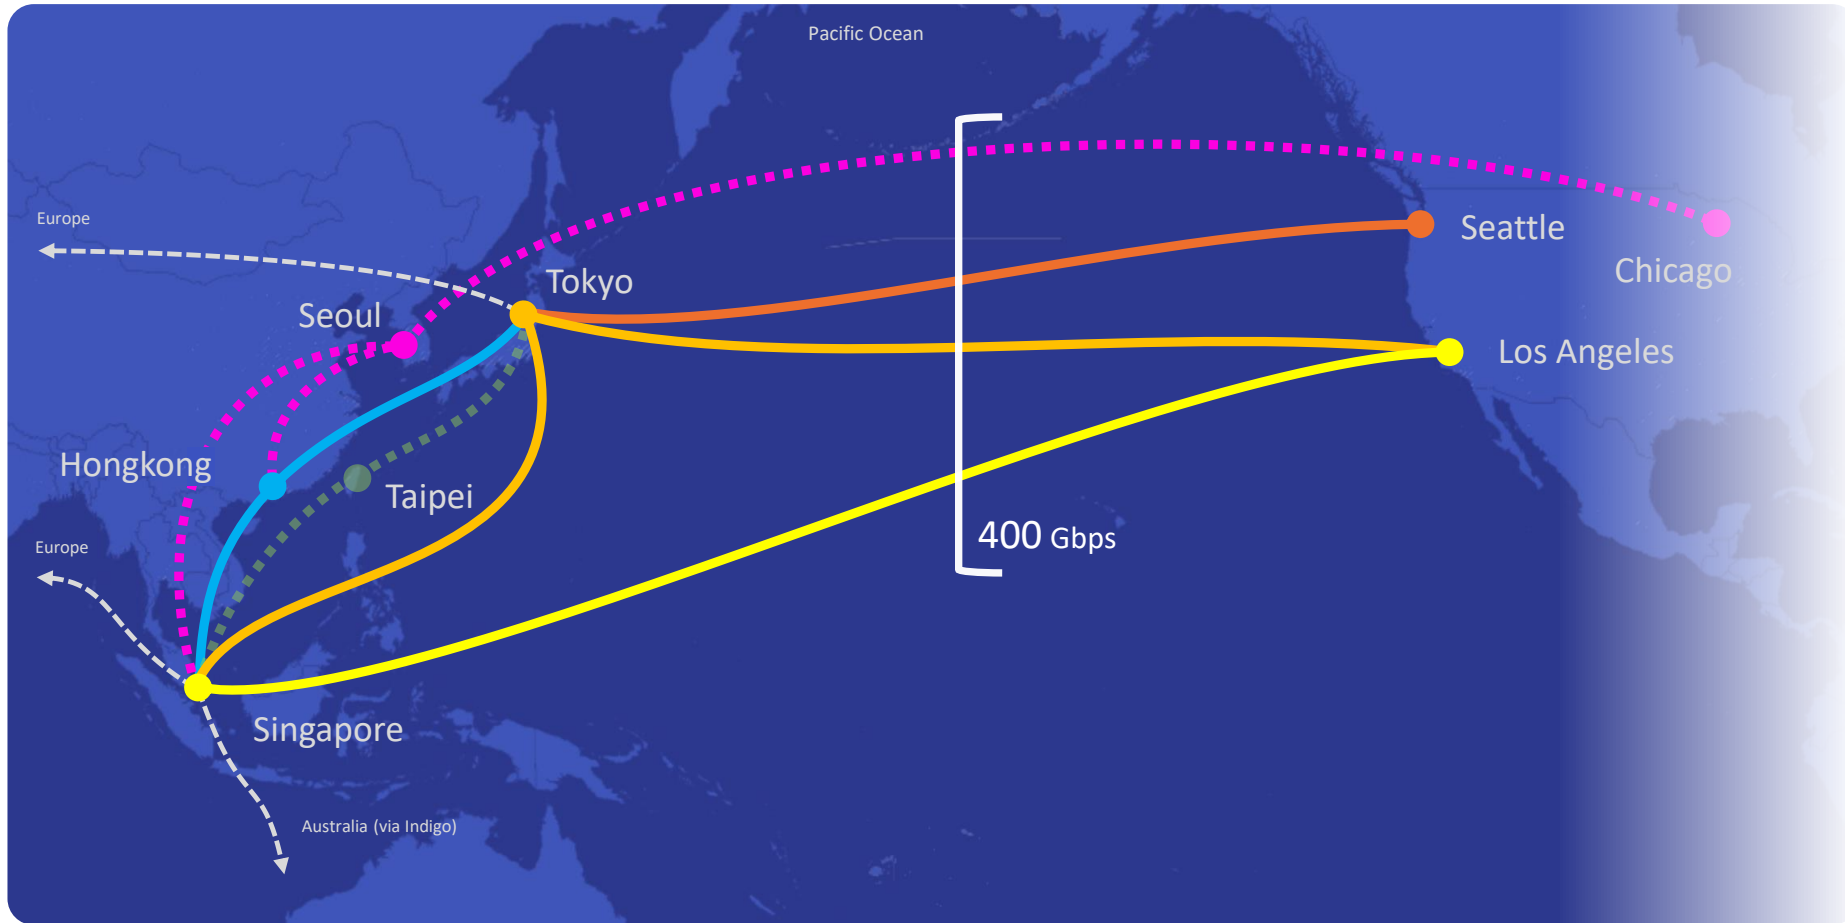 Pacific Ocean
Europe
Seattle
Chicago
Tokyo
Seoul
Los Angeles
Hongkong
Taipei
400 Gbps
Europe
Singapore
Australia (via Indigo)